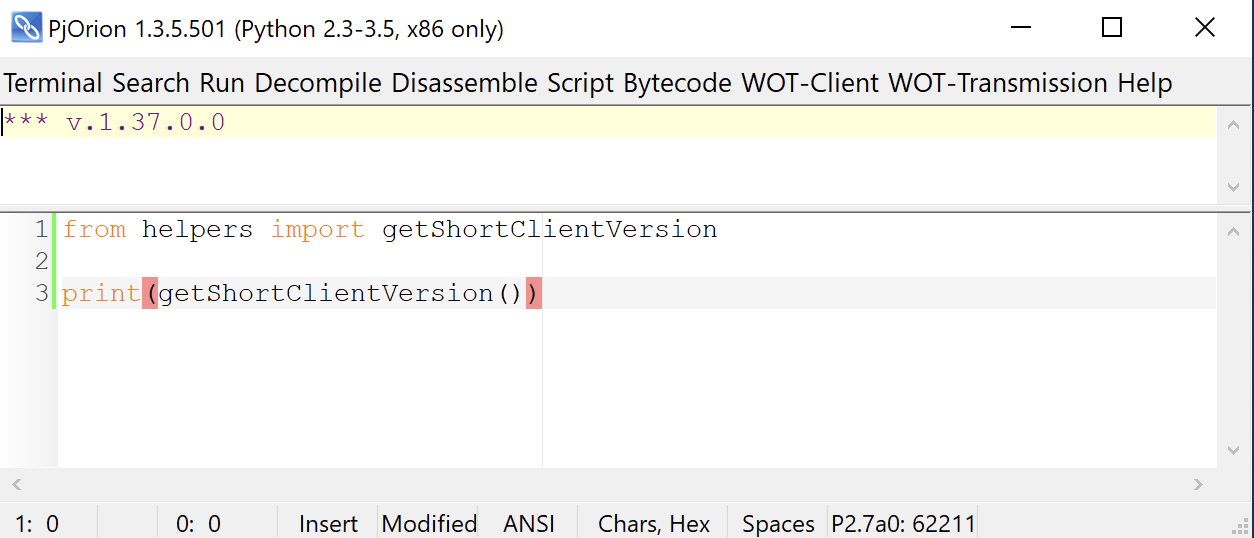 PjOrion 1.3.5.501 (Python 2.3-3.5, x86 only)
Terminal Search Run Decompile Disassemble Script Bytecode WOT-Client WOT-Transmission Help
*** v.1.37.0.0
1 from helpers import getShortClientVersion
2
3 print(getShortClientVersion())
1: 0 0: 0 Insert Modified ANSI Chars, Hex Spaces P2.7a0: 62211